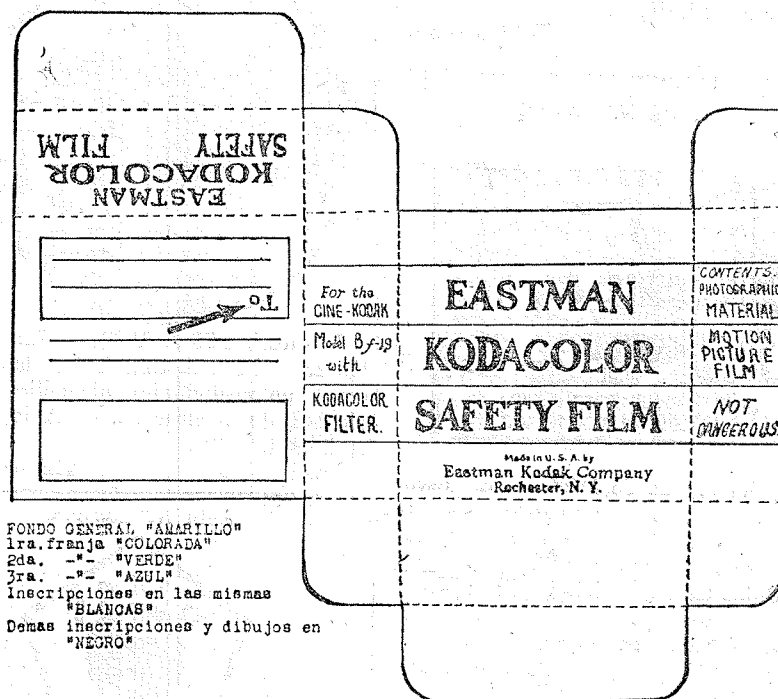 SAFETY FILM
KODACOLOR
EASTMAN
To
For the
CINE-KODAK
Model B f-19
with
KODACOLOR
FILTER.
EASTMAN
KODACOLOR
SAFETY FILM
Made in U. S. A. by
Eastman Kodak Company
Rochester, N. Y.
CONTENTS:
PHOTOGRAPHIC
MATERIAL
MOTION
PICTURE
FILM
NOT
DANGEROUS
FONDO GENERAL "AMARILLO"
1ra. franja "COLORADA"
2da. -"- "VERDE"
3ra. -"- "AZUL"
Inscripciones en las mismas
"BLANCAS"
Demas inscripciones y dibujos en
"NEGRO"